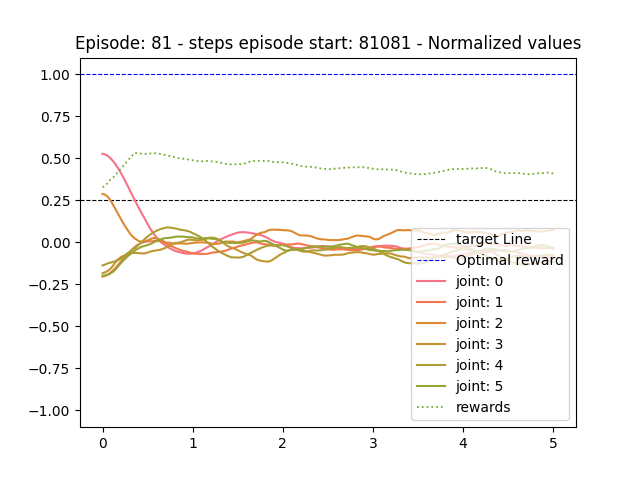 Episode: 81 - steps episode start: 81081 - Normalized values
1.00
0.75
0.50
0.25
0.00
−0.25
−0.50
−0.75
−1.00
target Line
Optimal reward
joint: 0
joint: 1
joint: 2
joint: 3
joint: 4
joint: 5
rewards
0 1 2 3 4 5